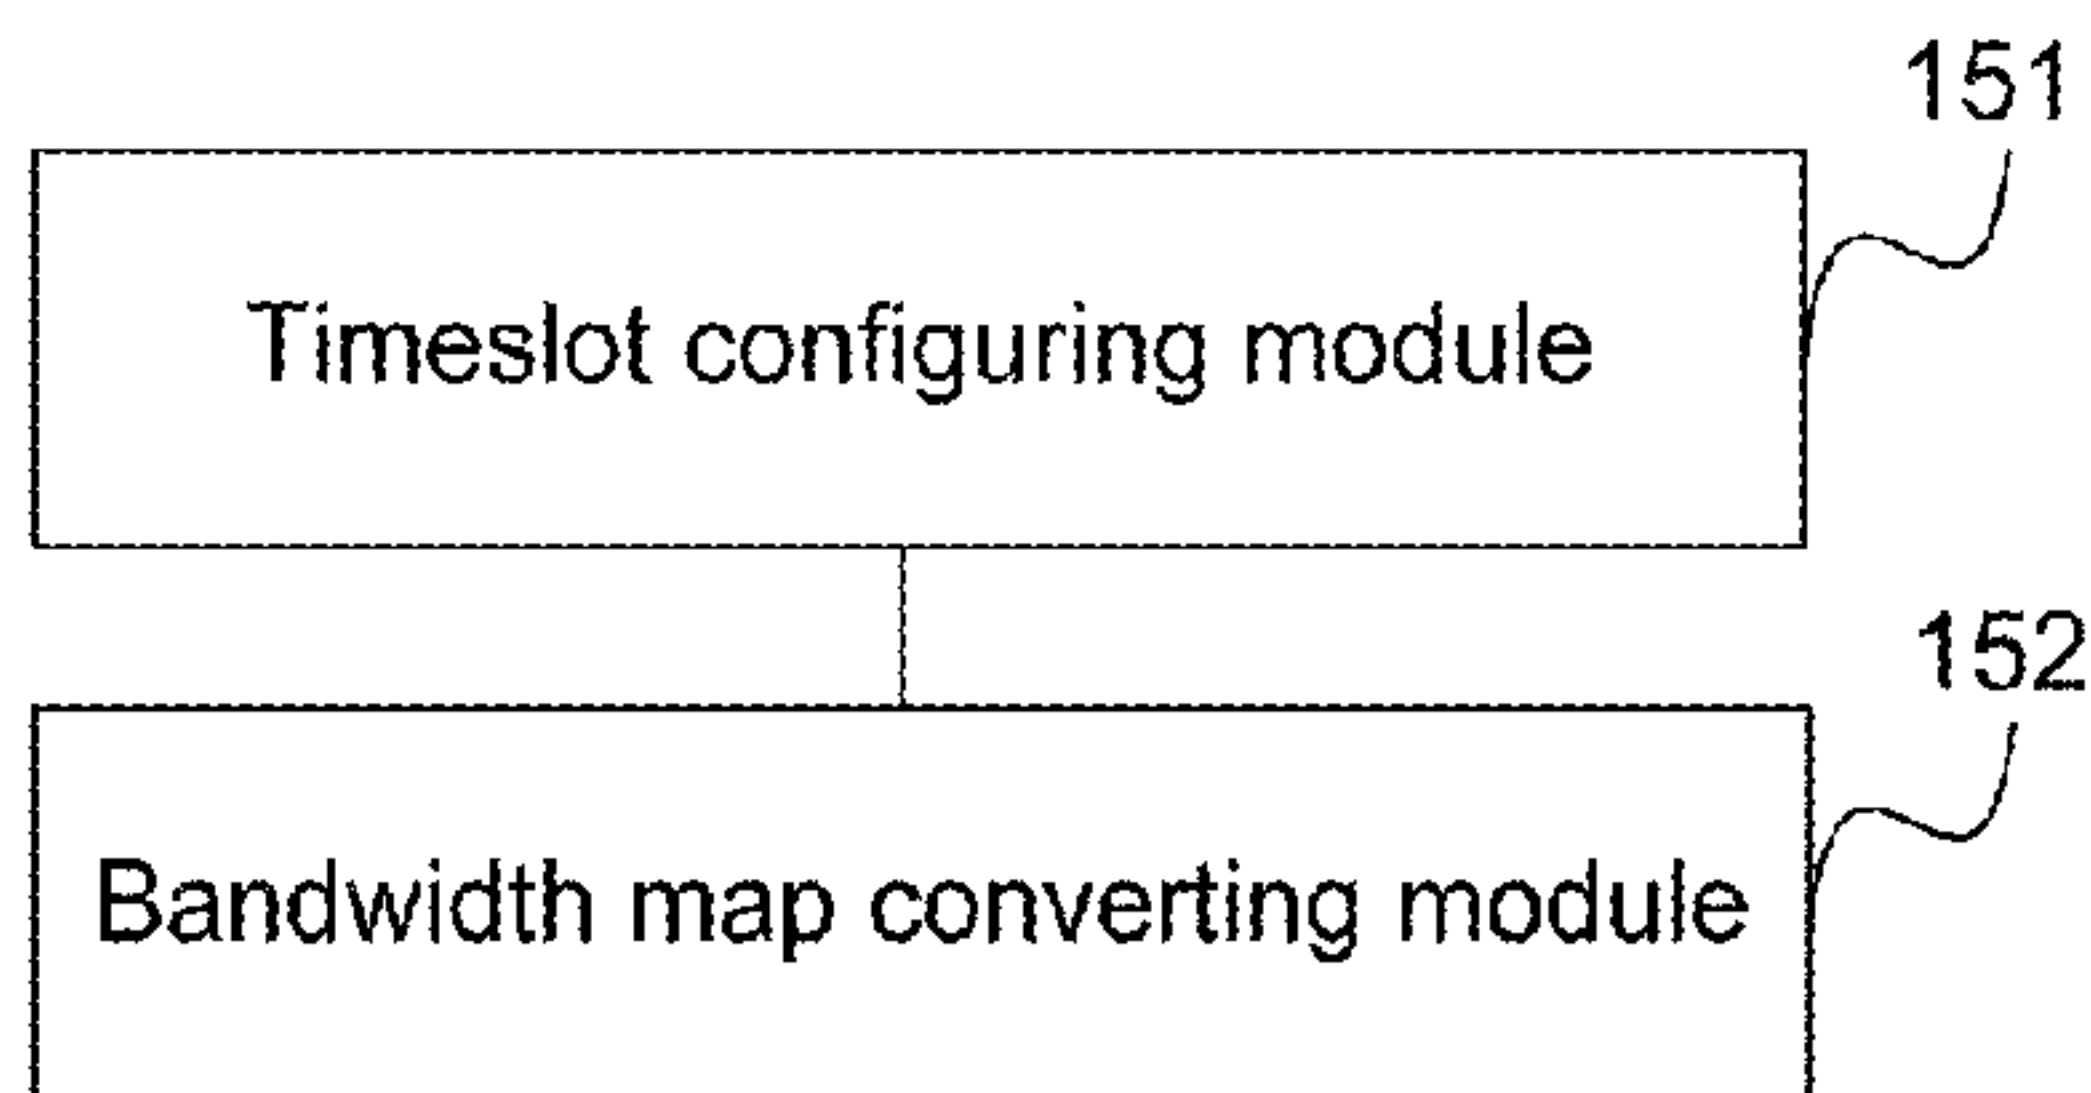 151
Timeslot configuring module
152
Bandwidth map converting module